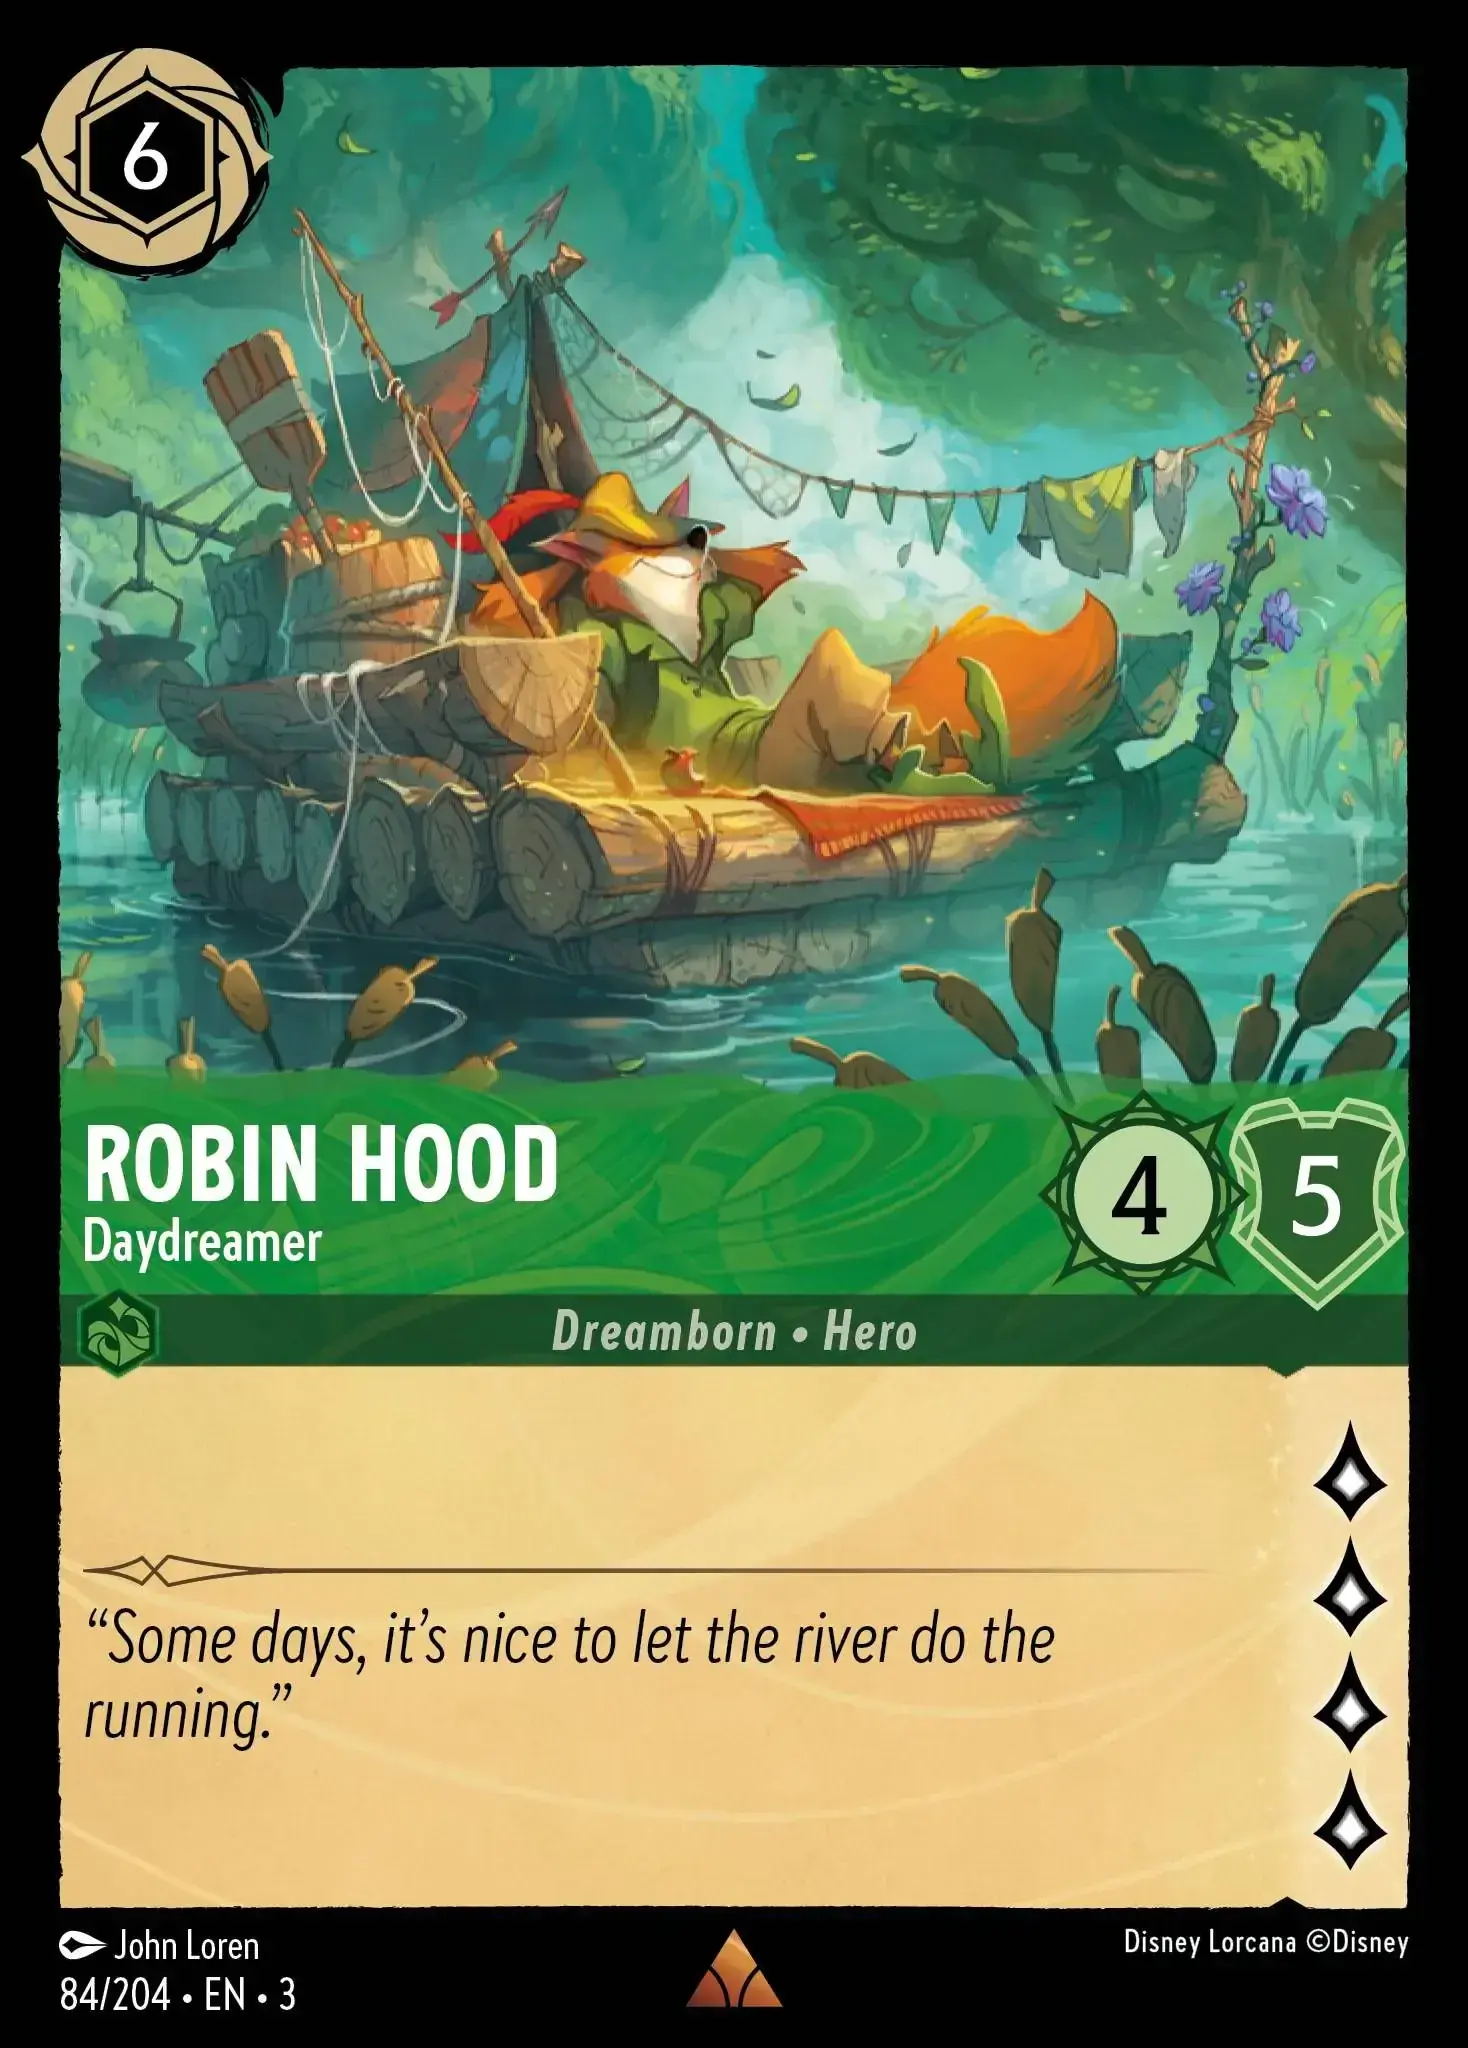 6
ROBIN HOOD
Daydreamer
4
5
Dreamborn • Hero
“Some days, it’s nice to let the river do the
running.”
John Loren
84/204 • EN • 3
Disney Lorcana ©Disney